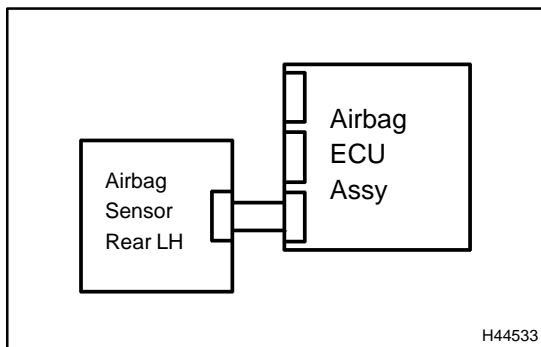 Airbag
ECU
Assy
Airbag
Sensor
Rear LH
H44533